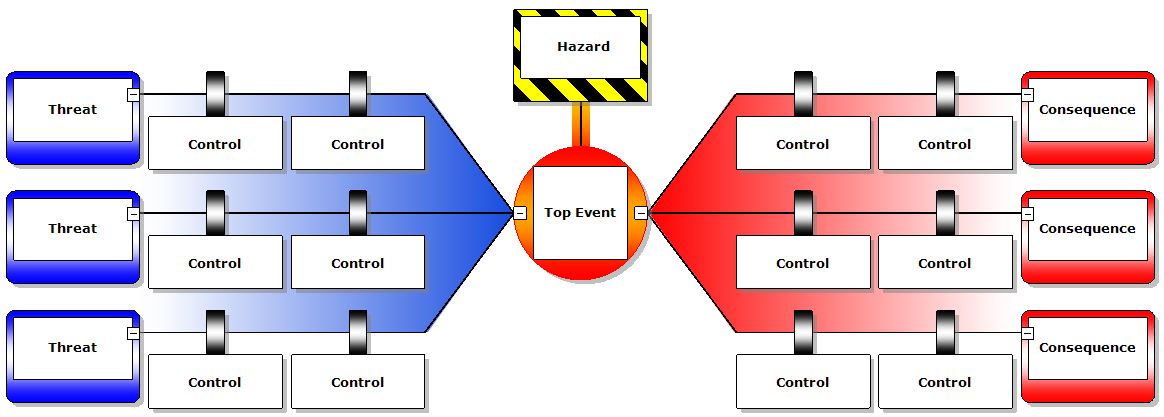 Hazard
Threat
Control
Control
Control
Control
Consequence
Threat
Control
Control
Top Event
Control
Control
Consequence
Threat
Control
Control
Control
Control
Consequence